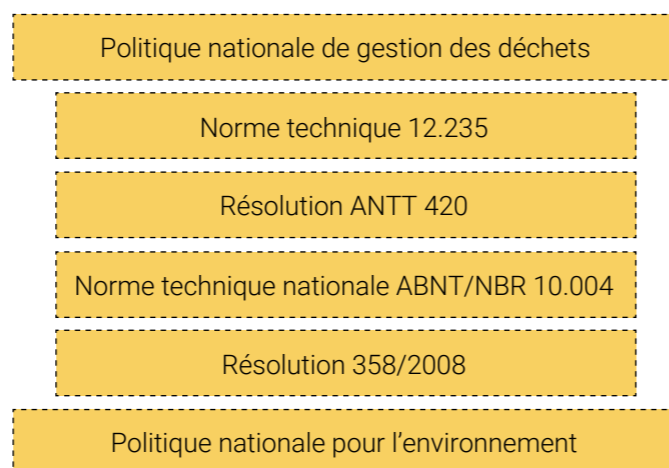 Politique nationale de gestion des déchets
Norme technique 12.235
Résolution ANTT 420
Norme technique nationale ABNT/NBR 10.004
Résolution 358/2008
Politique nationale pour l’environnement